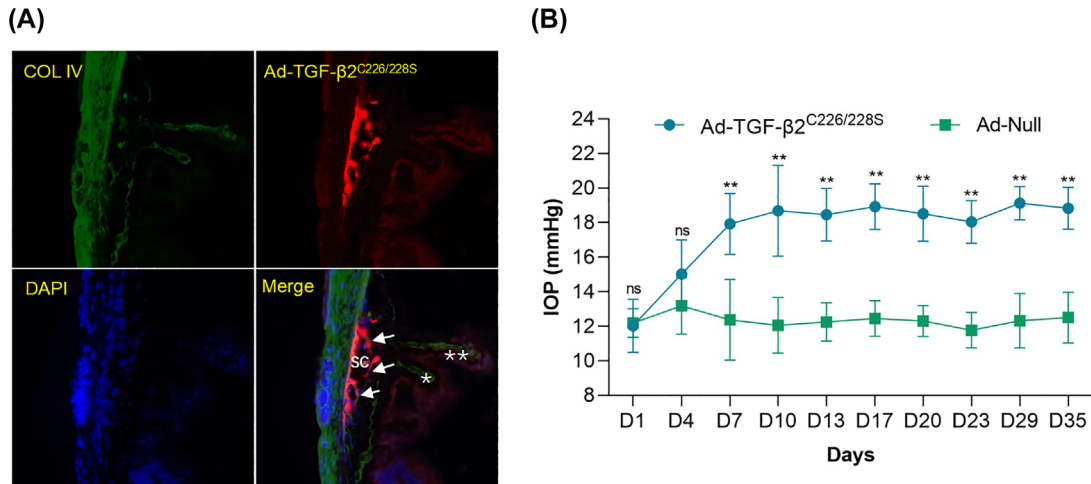 (A)
COL IV
Ad-TGF-β2C226/228S
DAPI
Merge
SC
**
*
(B)
Ad-TGF-β2C226/228S
Ad-Null
24
22
20
18
16
14
12
10
8
IOP (mmHg)
ns
ns
**
**
**
**
**
**
**
**
D1 D4 D7 D10 D13 D17 D20 D23 D29 D35
Days